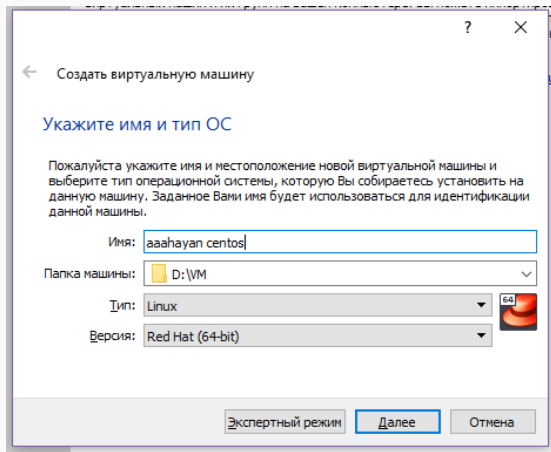 ?
Создать виртуальную машину
Укажите имя и тип ОС
Пожалуйста укажите имя и местоположение новой виртуальной машины и
выберите тип операционной системы, которую Вы собираетесь установить на
данную машину. Заданное Вами имя будет использоваться для идентификации
данной машины.
Имя: aaahayan centos
Папка машины: D:\VM
Тип: Linux
64
Версия: Red Hat (64-bit)
Экспертный режим Далее Отмена